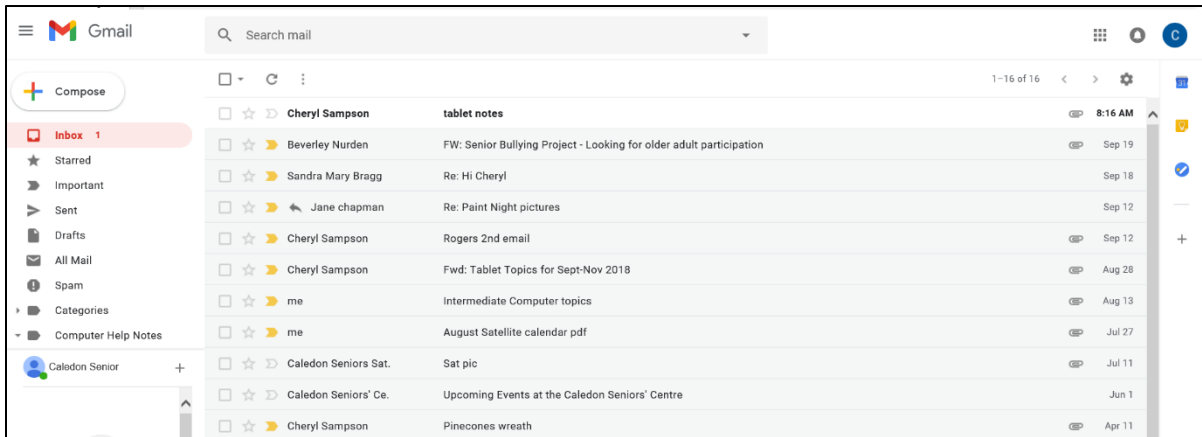 Gmail
Search mail
C
Compose
1–16 of 16
Cheryl Sampson tablet notes 8:16 AM
Inbox 1
Beverley Nurden FW: Senior Bullying Project - Looking for older adult participation Sep 19
Starred
Sandra Mary Bragg Re: Hi Cheryl Sep 18
Important
Jane chapman Re: Paint Night pictures Sep 12
Sent
Cheryl Sampson Rogers 2nd email Sep 12
Drafts
All Mail
Cheryl Sampson Fwd: Tablet Topics for Sept-Nov 2018 Aug 28
Spam
me Intermediate Computer topics Aug 13
Categories
me August Satellite calendar pdf Jul 27
Computer Help Notes
Caledon Seniors Sat. Sat pic Jul 11
Caledon Senior
Caledon Seniors' Ce. Upcoming Events at the Caledon Seniors' Centre Jun 1
Cheryl Sampson Pinecones wreath Apr 11